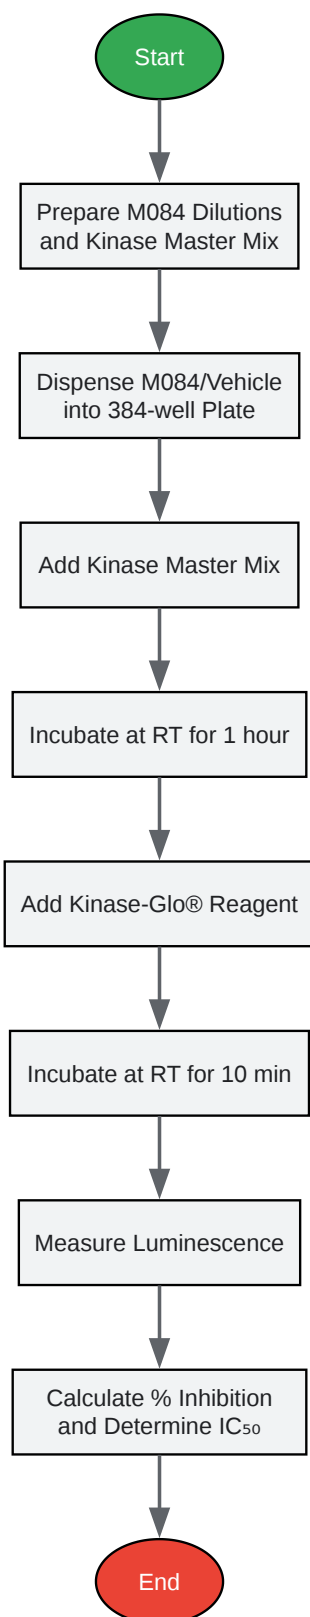 Start
Prepare M084 Dilutions
and Kinase Master Mix
Dispense M084/Vehicle
into 384-well Plate
Add Kinase Master Mix
Incubate at RT for 1 hour
Add Kinase-Glo® Reagent
Incubate at RT for 10 min
Measure Luminescence
Calculate % Inhibition
and Determine IC₅₀
End